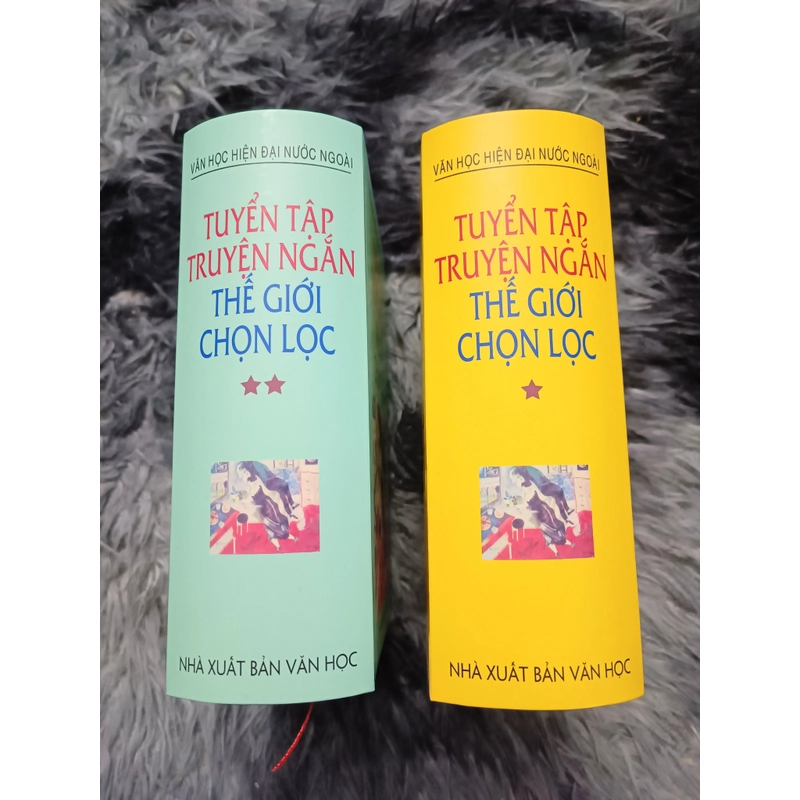 VĂN HỌC HIỆN ĐẠI NƯỚC NGOÀI
TUYỂN TẬP
TRUYỆN NGẮN
THẾ GIỚI
CHỌN LỌC
NHÀ XUẤT BẢN VĂN HỌC
VĂN HỌC HIỆN ĐẠI NƯỚC NGOÀI
TUYỂN TẬP
TRUYỆN NGẮN
THẾ GIỚI
CHỌN LỌC
NHÀ XUẤT BẢN VĂN HỌC